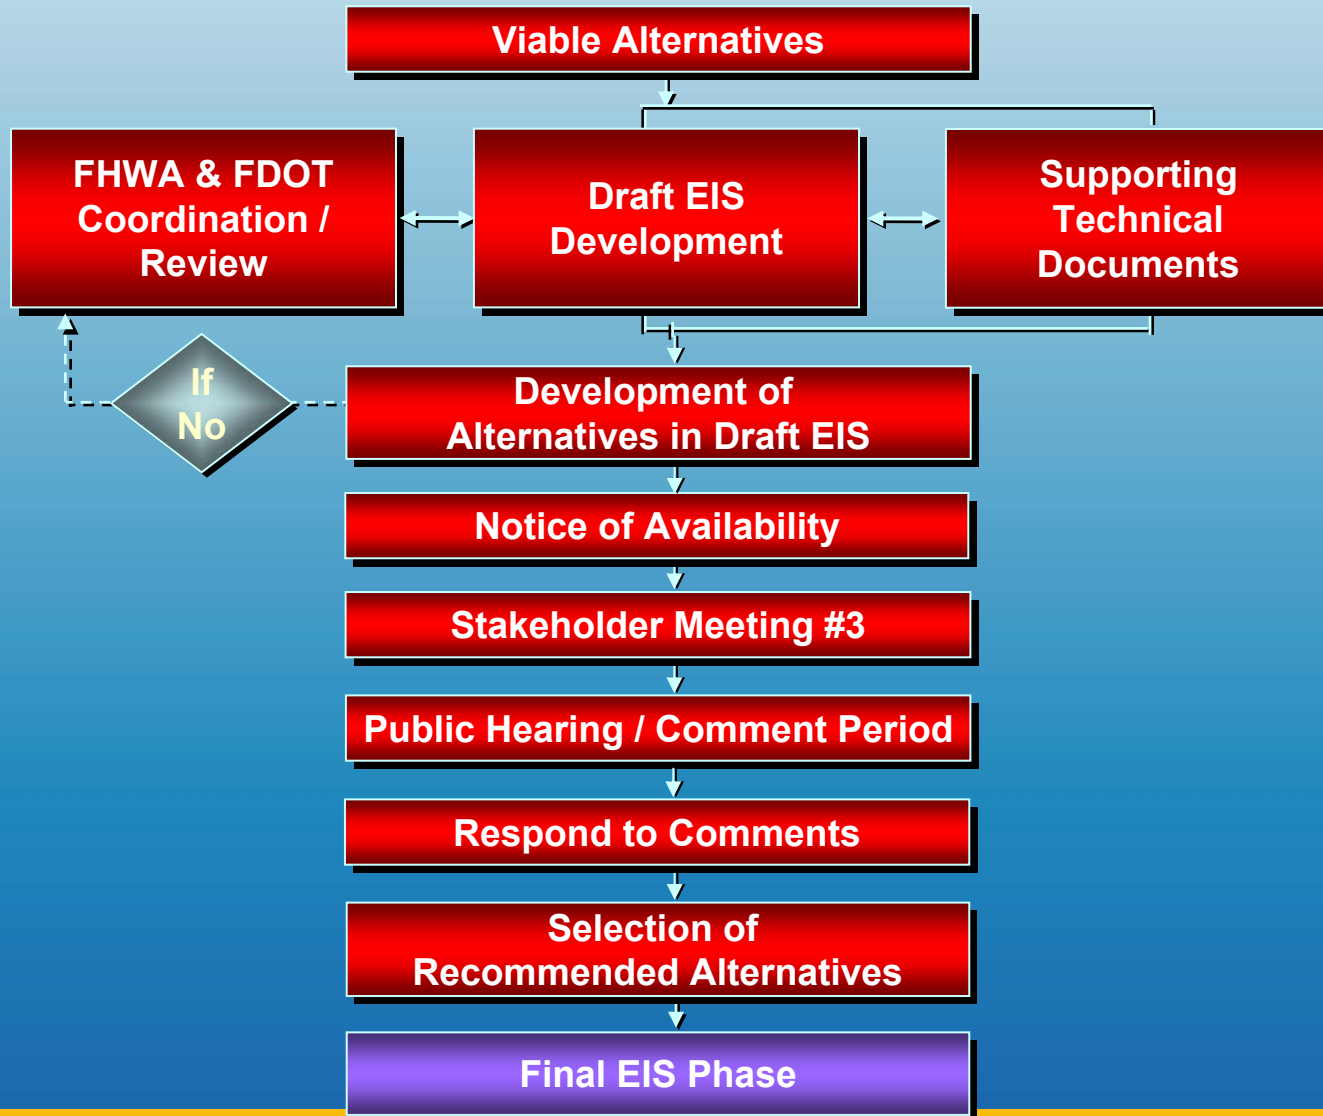 Viable Alternatives
FHWA & FDOT
Coordination /
Review
Draft EIS
Development
Supporting
Technical
Documents
If
No
Development of
Alternatives in Draft EIS
Notice of Availability
Stakeholder Meeting #3
Public Hearing / Comment Period
Respond to Comments
Selection of
Recommended Alternatives
Final EIS Phase